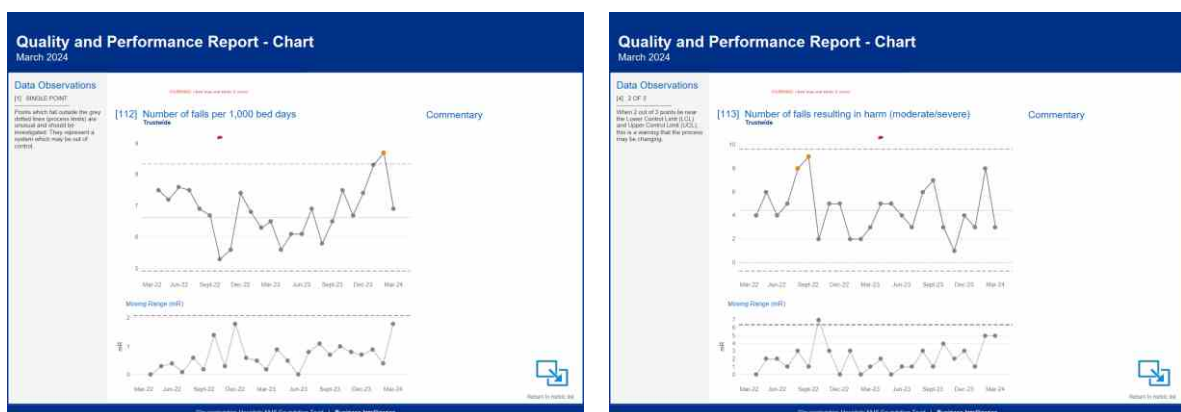 Quality and Performance Report - Chart
March 2024
Data Observations
[1] SINGLE POINT
Points which fall outside the grey
dotted lines (process limits) are
unusual and should be
investigated. They represent a
system which may be out of
control.
[112] Number of falls per 1,000 bed days
Trustwide
Commentary
9
8
7
6
5
Mar-22 Jun-22 Sept-22 Dec-22 Mar-23 Jun-23 Sept-23 Dec-23 Mar-24
Moving Range (mR)
mR
2
1
0
Mar-22 Jun-22 Sept-22 Dec-22 Mar-23 Jun-23 Sept-23 Dec-23 Mar-24
Return to metric list
Quality and Performance Report - Chart
March 2024
Data Observations
[4] 2 OF 3
When 2 out of 3 points lie near
the Lower Control Limit (LCL)
and Upper Control Limit (UCL)
this is a warning that the process
may be changing.
[113] Number of falls resulting in harm (moderate/severe)
Trustwide
Commentary
10
8
6
4
2
0
Mar-22 Jun-22 Sept-22 Dec-22 Mar-23 Jun-23 Sept-23 Dec-23 Mar-24
Moving Range (mR)
mR
7
6
5
4
3
2
1
0
Mar-22 Jun-22 Sept-22 Dec-22 Mar-23 Jun-23 Sept-23 Dec-23 Mar-24
Return to metric list